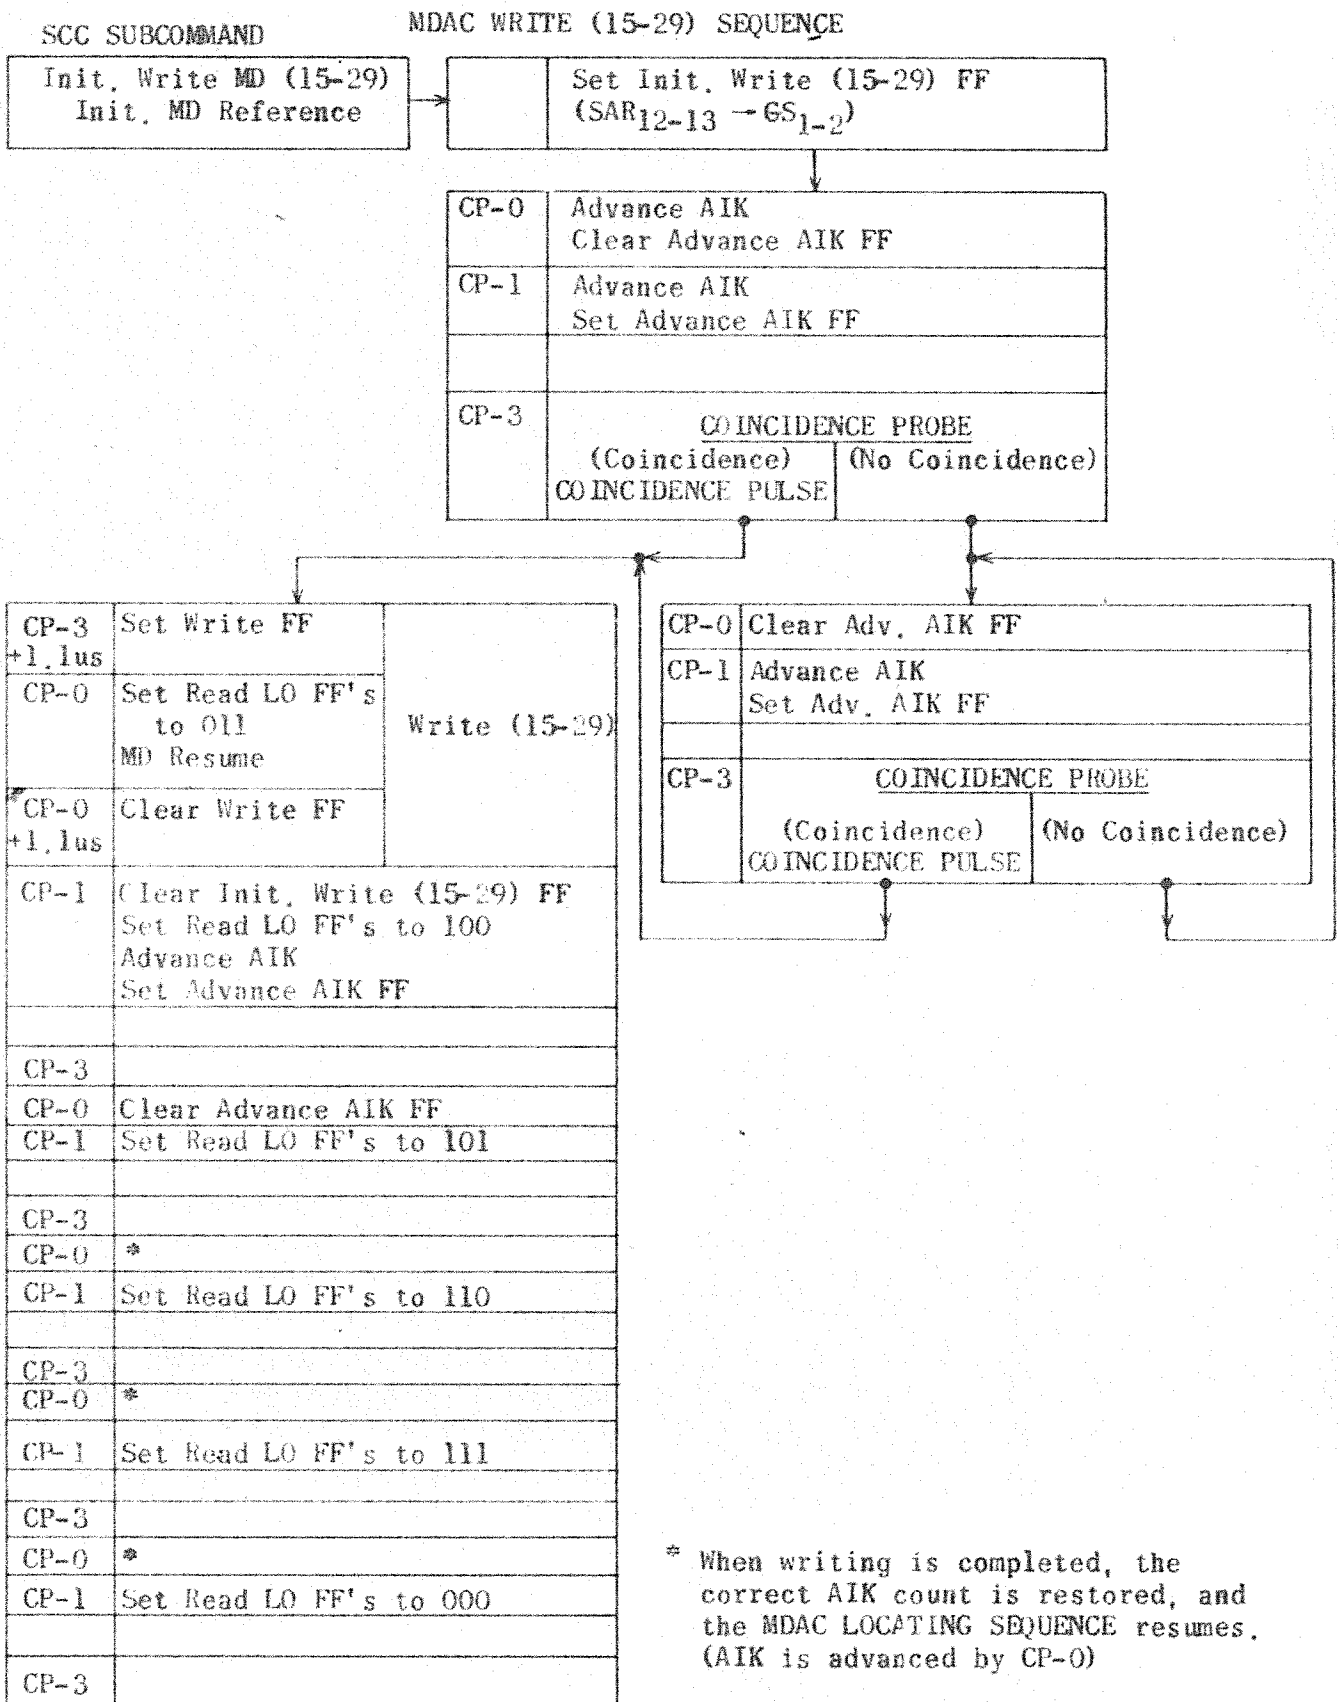 MDAC WRITE (15-29) SEQUENCE
SCC SUBCOMMAND
Init. Write MD (15-29)
Init. MD Reference
Set Init. Write (15-29) FF
(SAR12-13 → GS1-2)
CP-0 Advance AIK
Clear Advance AIK FF
CP-1 Advance AIK
Set Advance AIK FF
CP-3 COINCIDENCE PROBE
(Coincidence) (No Coincidence)
COINCIDENCE PULSE
CP-3 Set Write FF
+1.1us
CP-0 Set Read LO FF's
to 011
MD Resume
Write (15-29)
*CP-0 Clear Write FF
+1.1us
CP-1 Clear Init. Write (15-29) FF
Set Read LO FF's to 100
Advance AIK
Set Advance AIK FF
CP-3
CP-0 Clear Advance AIK FF
CP-1 Set Read LO FF's to 101
CP-3
CP-0 *
CP-1 Set Read LO FF's to 110
CP-3
CP-0 *
CP-1 Set Read LO FF's to 111
CP-3
CP-0 *
CP-1 Set Read LO FF's to 000
CP-3
CP-0 Clear Adv. AIK FF
CP-1 Advance AIK
Set Adv. AIK FF
CP-3 COINCIDENCE PROBE
(Coincidence) (No Coincidence)
COINCIDENCE PULSE
* When writing is completed, the
correct AIK count is restored, and
the MDAC LOCATING SEQUENCE resumes.
(AIK is advanced by CP-0)